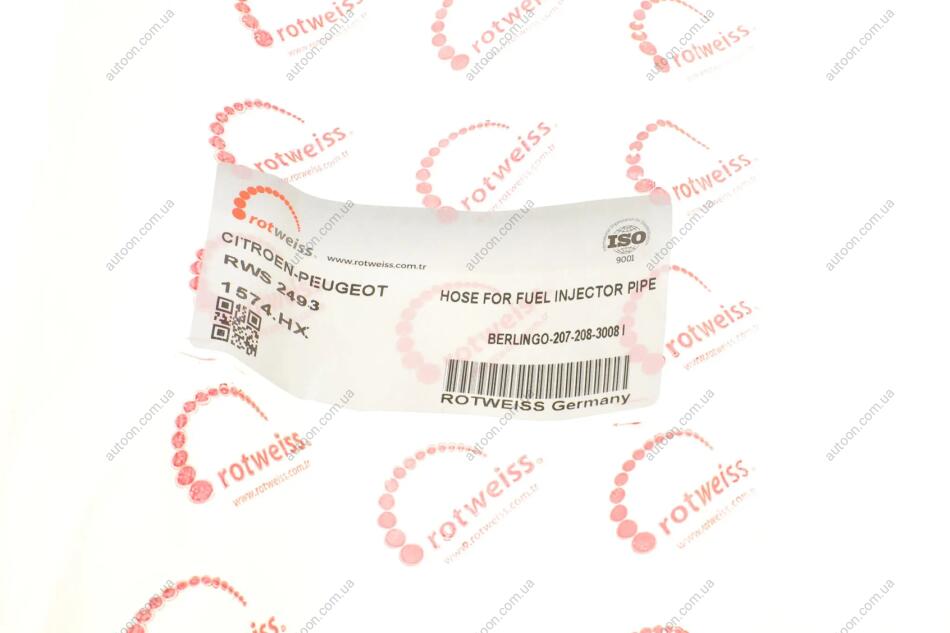 rotweiss
www.rotweiss.com.tr
CITROEN-PEUGEOT
RWS 2493
1574.HX
ISO
9001
HOSE FOR FUEL INJECTOR PIPE
BERLINGO-207-208-3008 I
ROTWEISS Germany
rotweiss
www.rotweiss.com.tr
autoon.com.ua